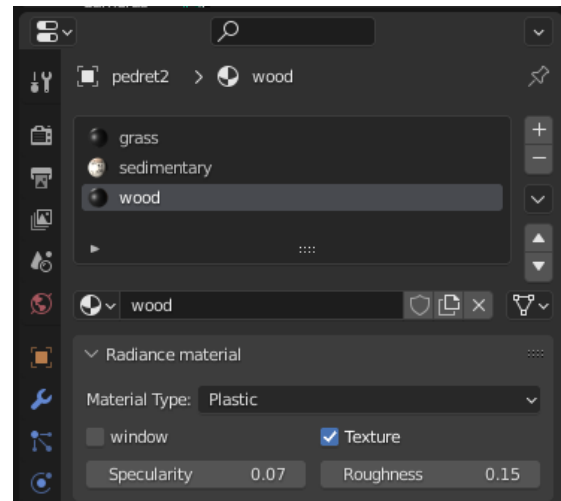 pedret2 > wood
grass
sedimentary
wood
wood
Radiance material
Material Type: Plastic
window Texture
Specularity 0.07 Roughness 0.15